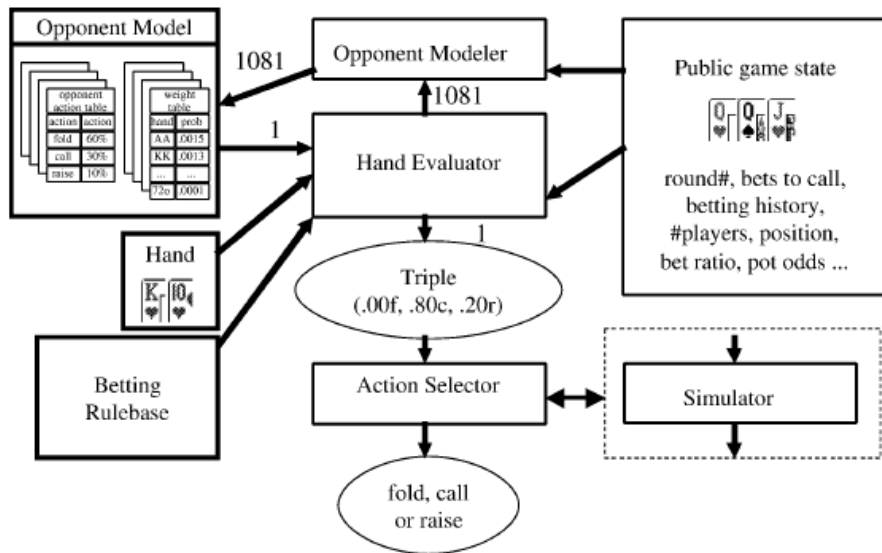 Opponent Model
opponent
action table
action action
fold 60%
call 30%
raise 10%
weight
table
hand prob
AA .0015
KK .0013
... ...
72o .0001
1081
Opponent Modeler
1081
1
Hand Evaluator
Public game state
Q Q J
round#, bets to call,
betting history,
#players, position,
bet ratio, pot odds ...
Hand
K 10
1
Triple
(.00f, .80c, .20r)
Betting
Rulebase
Action Selector
Simulator
fold, call
or raise